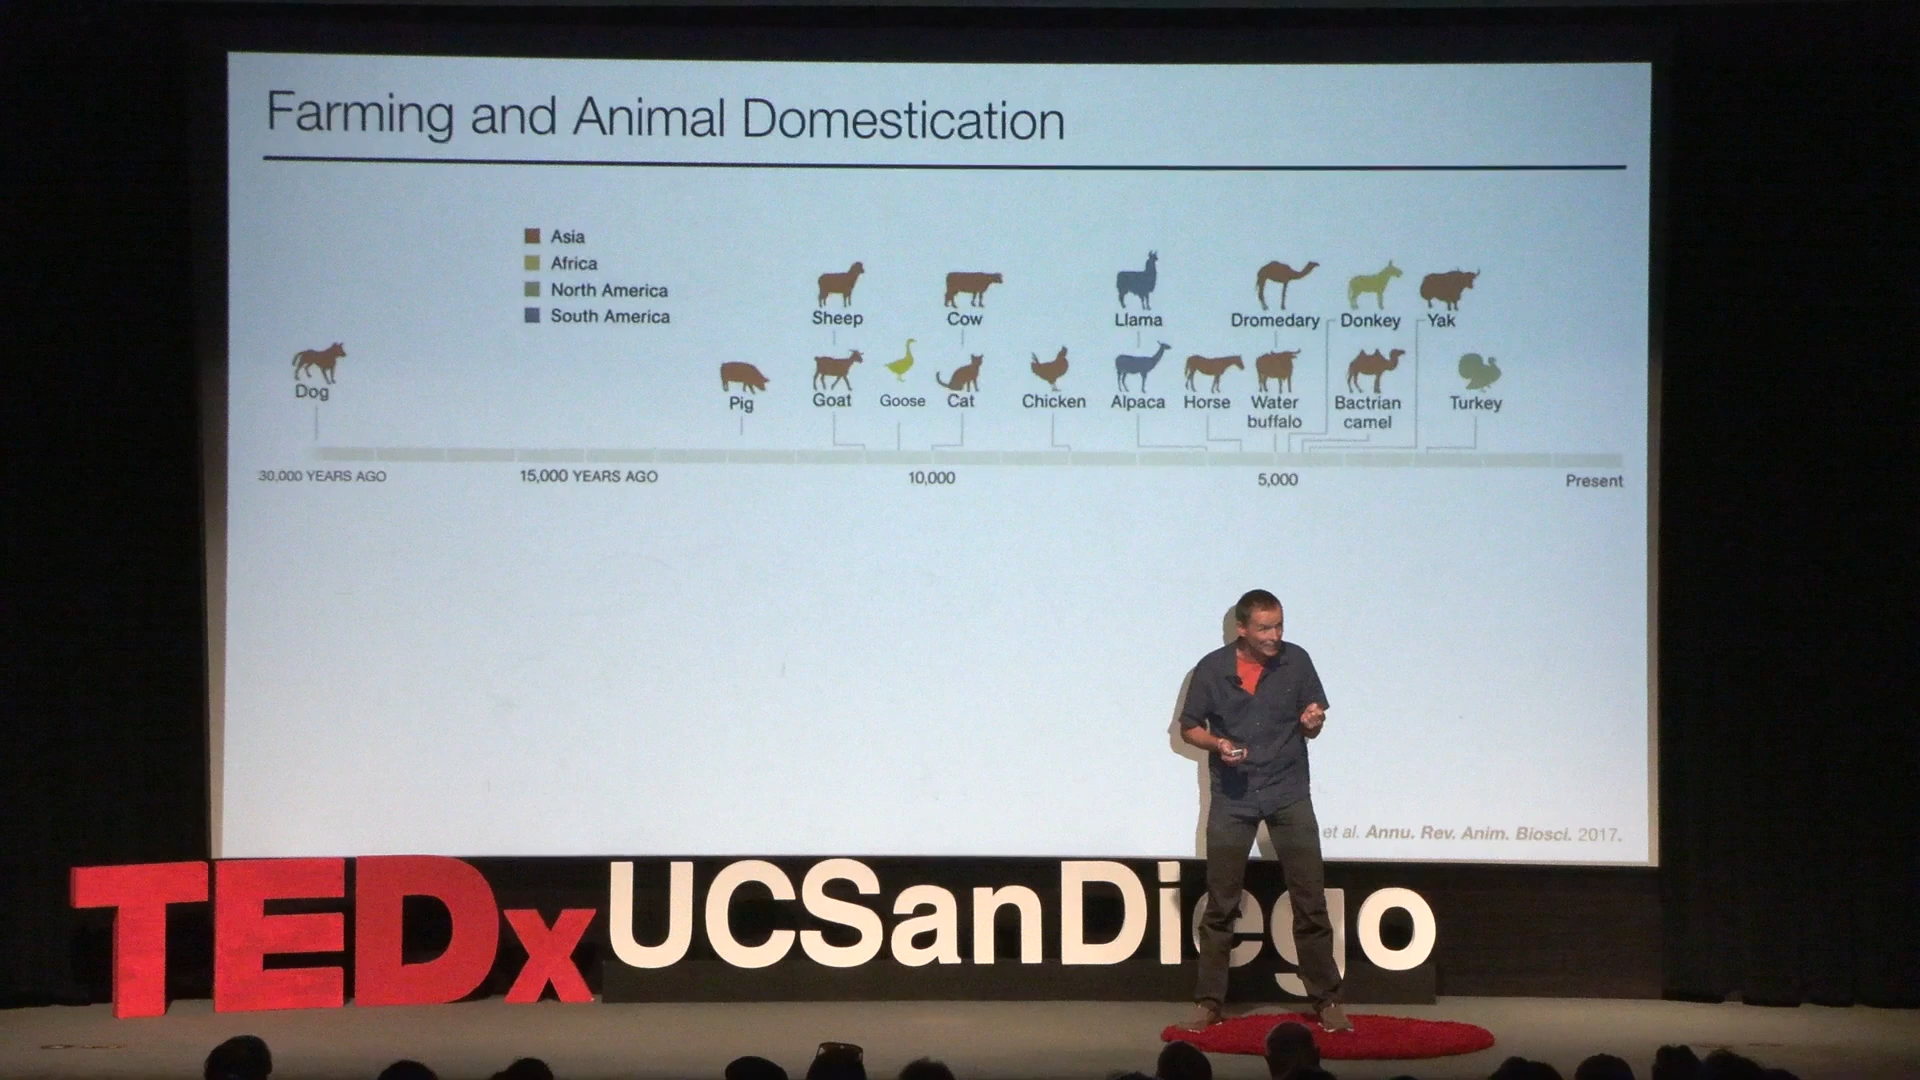 Farming and Animal Domestication
Asia
Africa
North America
South America
Sheep
Cow
Llama
Dromedary
Donkey
Yak
Dog
Pig
Goat
Goose
Cat
Chicken
Alpaca
Horse
Water
buffalo
Bactrian
camel
Turkey
30,000 YEARS AGO
15,000 YEARS AGO
10,000
5,000
Present
et al. Annu. Rev. Anim. Biosci. 2017.
TEDxUCSanDiego